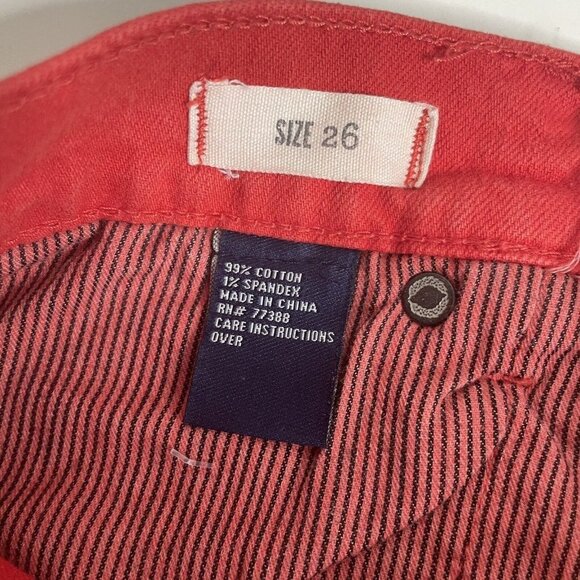 SIZE 26
99% COTTON
1% SPANDEX
MADE IN CHINA
RN# 77388
CARE INSTRUCTIONS
OVER